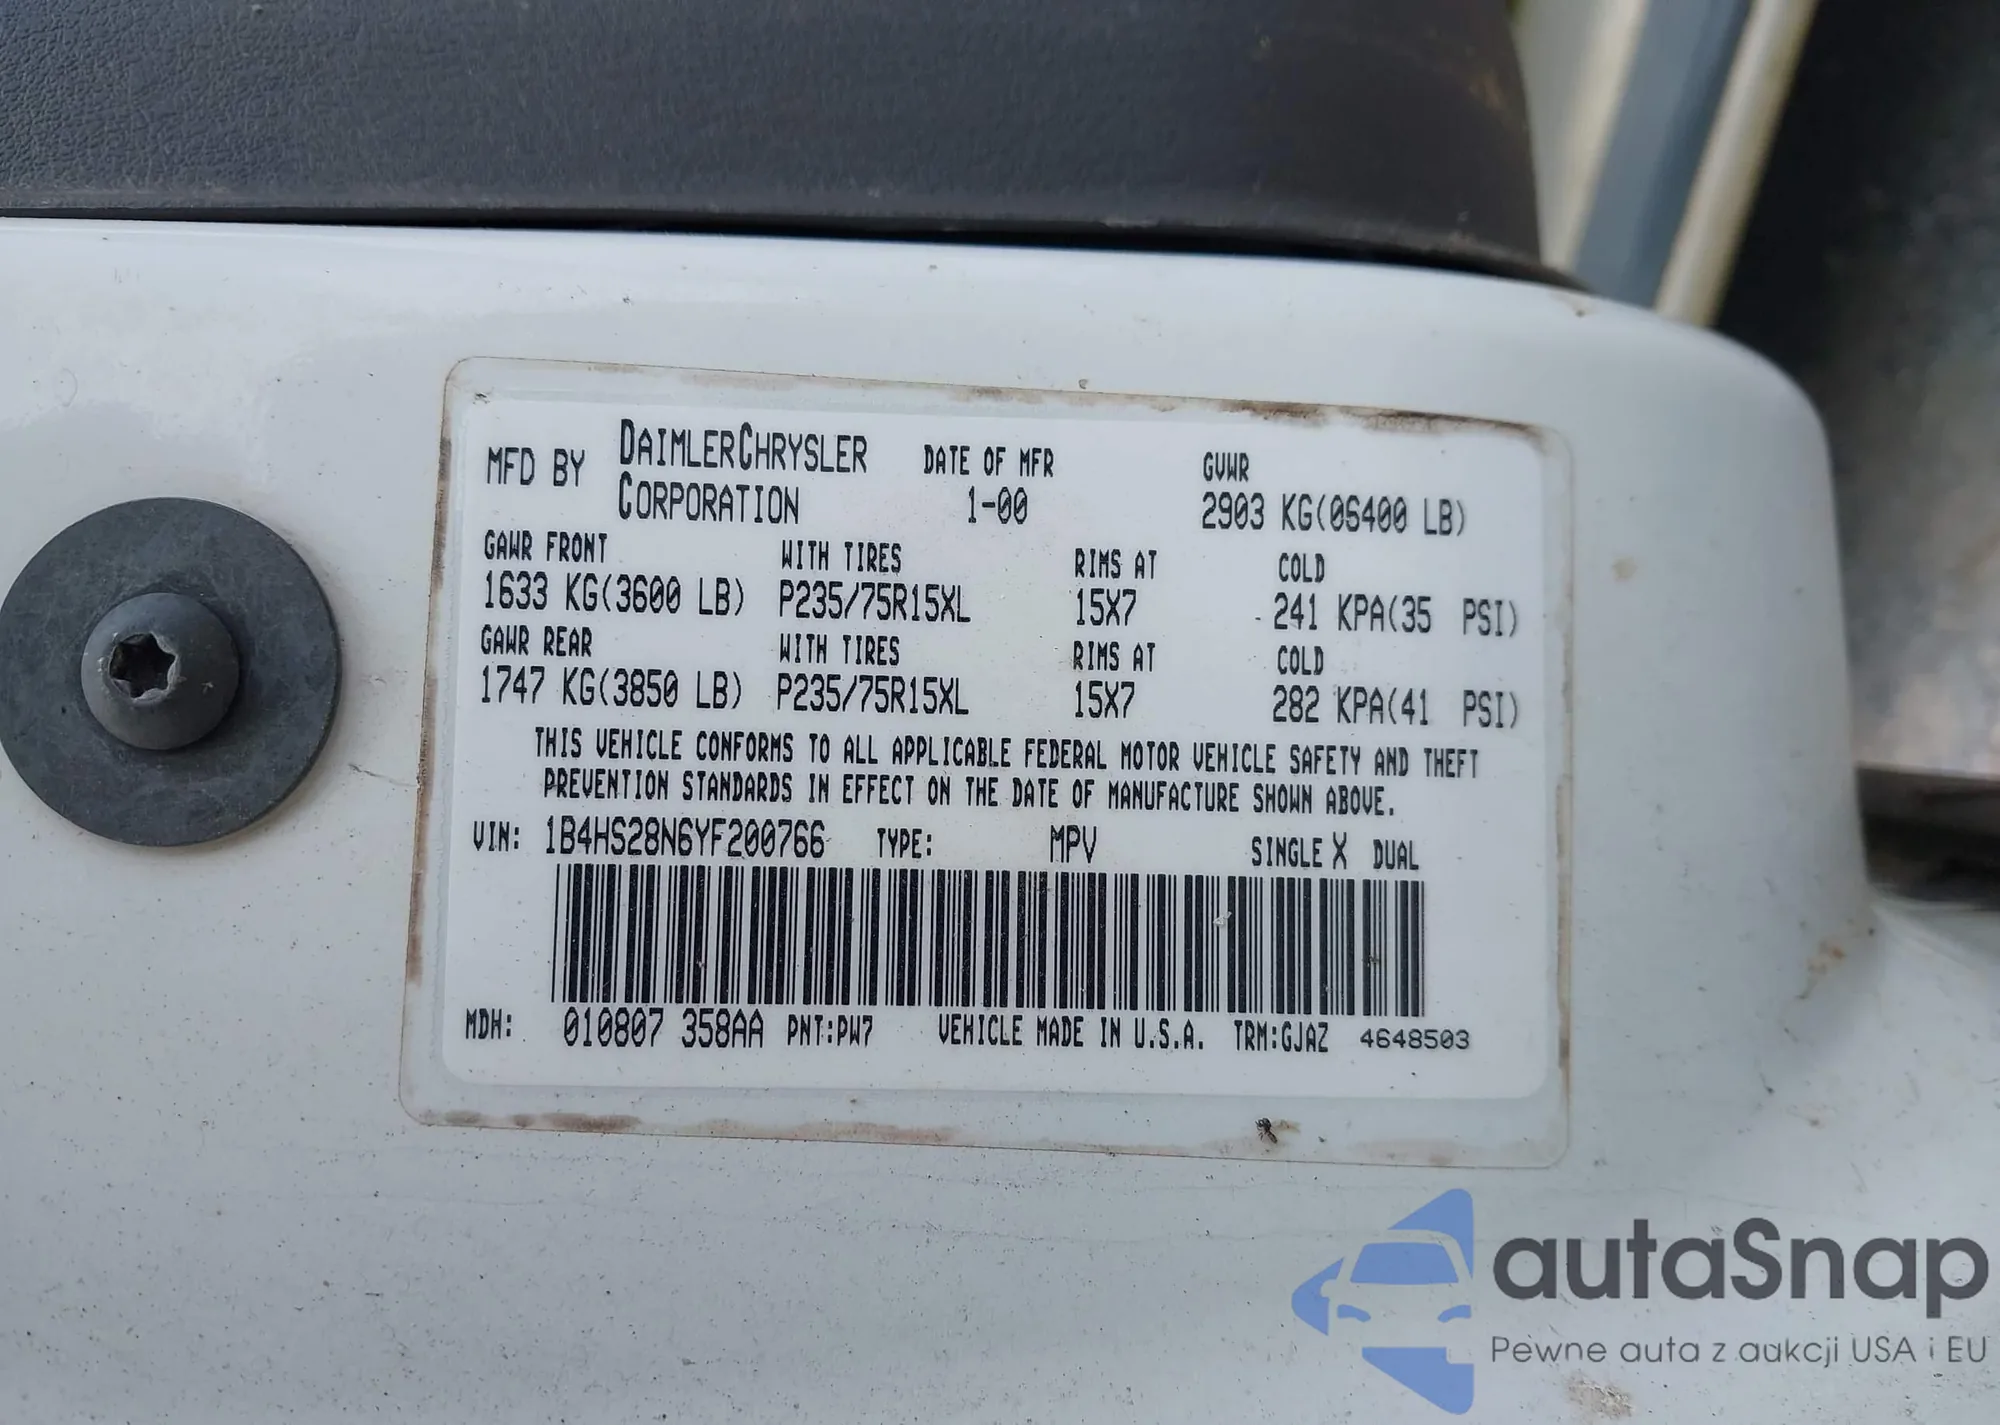 MFD BY DAIMLERCHRYSLER CORPORATION DATE OF MFR 1-00 GVWR 2903 KG(06400 LB)
GAWR FRONT WITH TIRES RIMS AT COLD
1633 KG(3600 LB) P235/75R15XL 15X7 241 KPA(35 PSI)
GAWR REAR WITH TIRES RIMS AT COLD
1747 KG(3850 LB) P235/75R15XL 15X7 282 KPA(41 PSI)
THIS VEHICLE CONFORMS TO ALL APPLICABLE FEDERAL MOTOR VEHICLE SAFETY AND THEFT
PREVENTION STANDARDS IN EFFECT ON THE DATE OF MANUFACTURE SHOWN ABOVE.
VIN: 1B4HS28N6YF200766 TYPE: MPV SINGLE X DUAL
MDH: 010807 358AA PNT:PW7 VEHICLE MADE IN U.S.A. TRM:GJAZ 4648503
autaSnap
Pewne auta z aukcji USA i EU